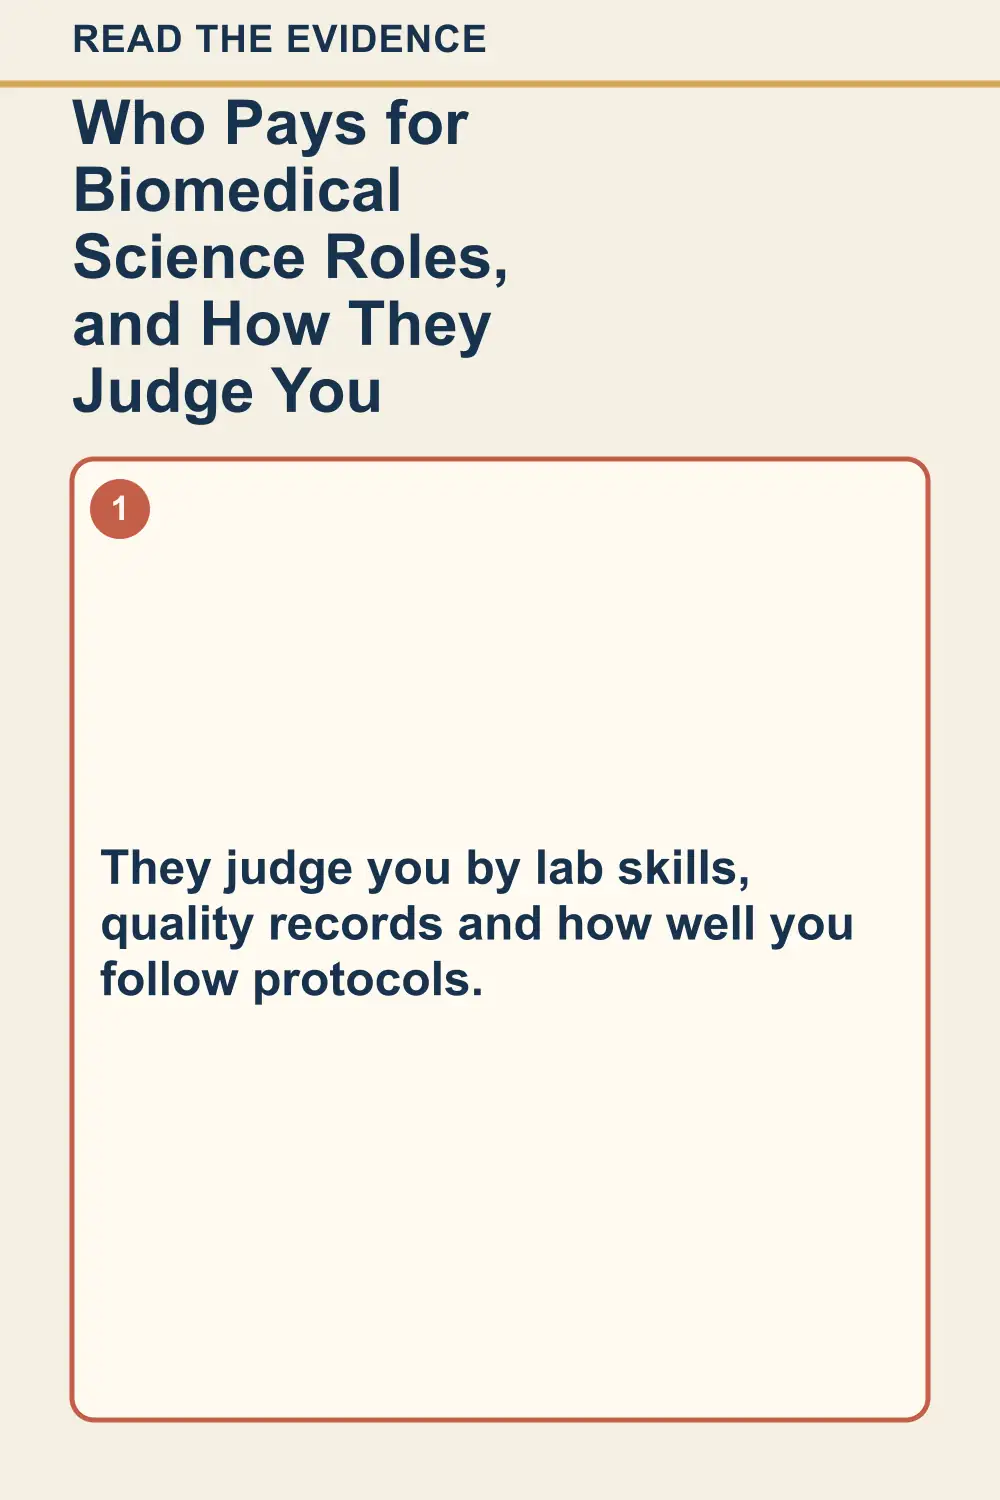 READ THE EVIDENCE
Who Pays for
Biomedical
Science Roles,
and How They
Judge You
1
They judge you by lab skills,
quality records and how well you
follow protocols.